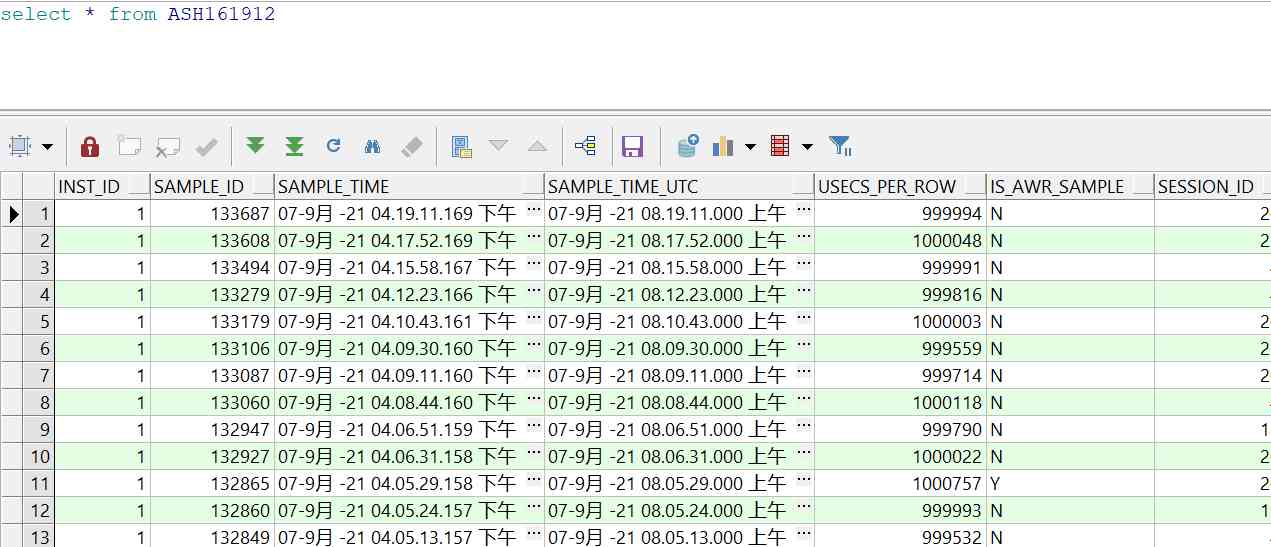 select * from ASH161912
INST_ID SAMPLE_ID SAMPLE_TIME SAMPLE_TIME_UTC USECS_PER_ROW IS_AWR_SAMPLE SESSION_ID
1 1 133687 07-9月 -21 04.19.11.169 下午 ··· 07-9月 -21 08.19.11.000 上午 ··· 999994 N 2
2 1 133608 07-9月 -21 04.17.52.169 下午 ··· 07-9月 -21 08.17.52.000 上午 ··· 1000048 N 2
3 1 133494 07-9月 -21 04.15.58.167 下午 ··· 07-9月 -21 08.15.58.000 上午 ··· 999991 N
4 1 133279 07-9月 -21 04.12.23.166 下午 ··· 07-9月 -21 08.12.23.000 上午 ··· 999816 N
5 1 133179 07-9月 -21 04.10.43.161 下午 ··· 07-9月 -21 08.10.43.000 上午 ··· 1000003 N 2
6 1 133106 07-9月 -21 04.09.30.160 下午 ··· 07-9月 -21 08.09.30.000 上午 ··· 999559 N 2
7 1 133087 07-9月 -21 04.09.11.160 下午 ··· 07-9月 -21 08.09.11.000 上午 ··· 999714 N 2
8 1 133060 07-9月 -21 04.08.44.160 下午 ··· 07-9月 -21 08.08.44.000 上午 ··· 1000118 N
9 1 132947 07-9月 -21 04.06.51.159 下午 ··· 07-9月 -21 08.06.51.000 上午 ··· 999790 N 1
10 1 132927 07-9月 -21 04.06.31.158 下午 ··· 07-9月 -21 08.06.31.000 上午 ··· 1000022 N 2
11 1 132865 07-9月 -21 04.05.29.158 下午 ··· 07-9月 -21 08.05.29.000 上午 ··· 1000757 Y 2
12 1 132860 07-9月 -21 04.05.24.157 下午 ··· 07-9月 -21 08.05.24.000 上午 ··· 999993 N 1
13 1 132849 07-9月 -21 04.05.13.157 下午 ··· 07-9月 -21 08.05.13.000 上午 ··· 999532 N